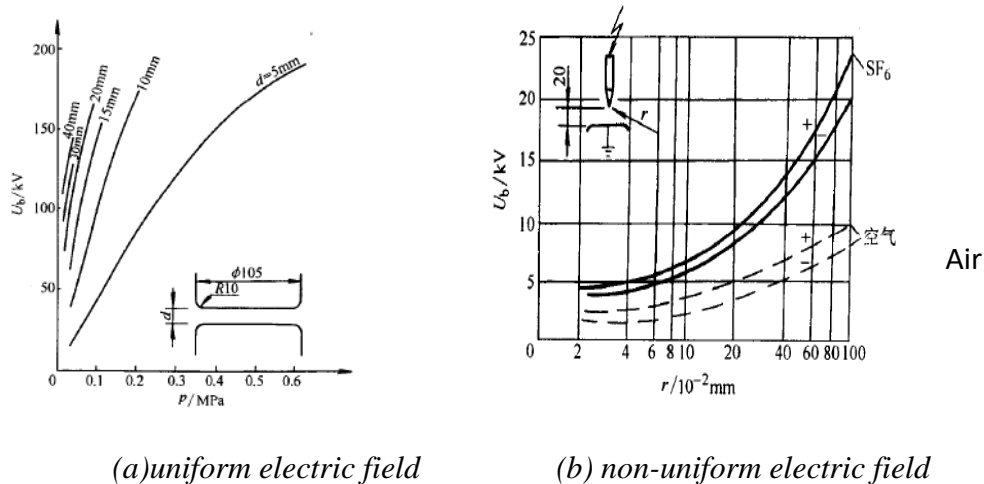 200
150
100
50
0
U_b/kV
40mm
30mm
20mm
15mm
10mm
d=5mm
ϕ105
R10
d
0.1
0.2
0.3
0.4
0.5
0.6
p/MPa
25
20
15
10
5
0
U_b/kV
20
r
+
−
SF₆
+
−
空气
Air
2
4
6
8
10
20
40
60
80
100
r/10⁻²mm
(a)uniform electric field
(b) non-uniform electric field